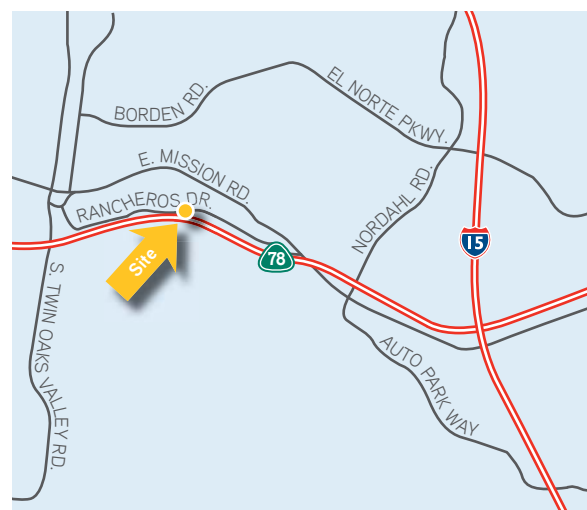 BORDEN RD.
EL NORTE PKWY.
E. MISSION RD.
RANCHEROS DR.
NORDAHL RD.
Site
78
15
S. TWIN OAKS VALLEY RD.
AUTO PARK WAY